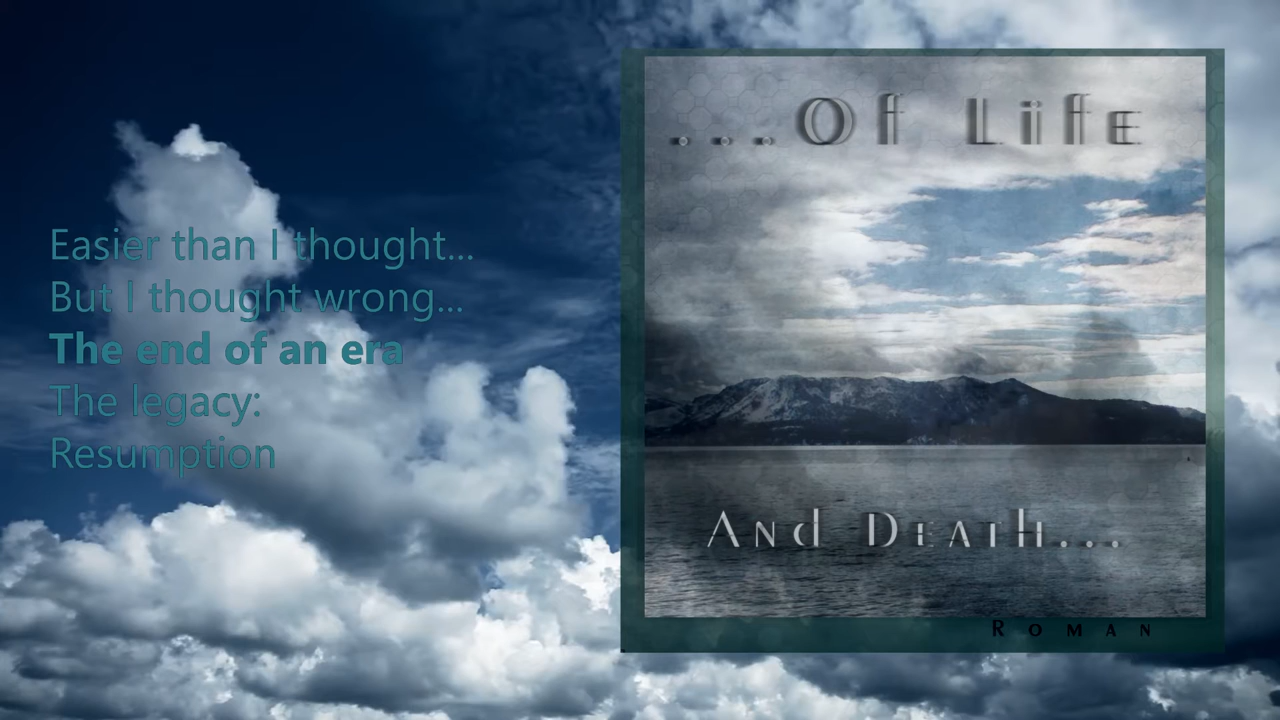 Easier than I thought...
But I thought wrong...
The end of an era
The legacy:
Resumption
...Of Life
And Death...
Roman